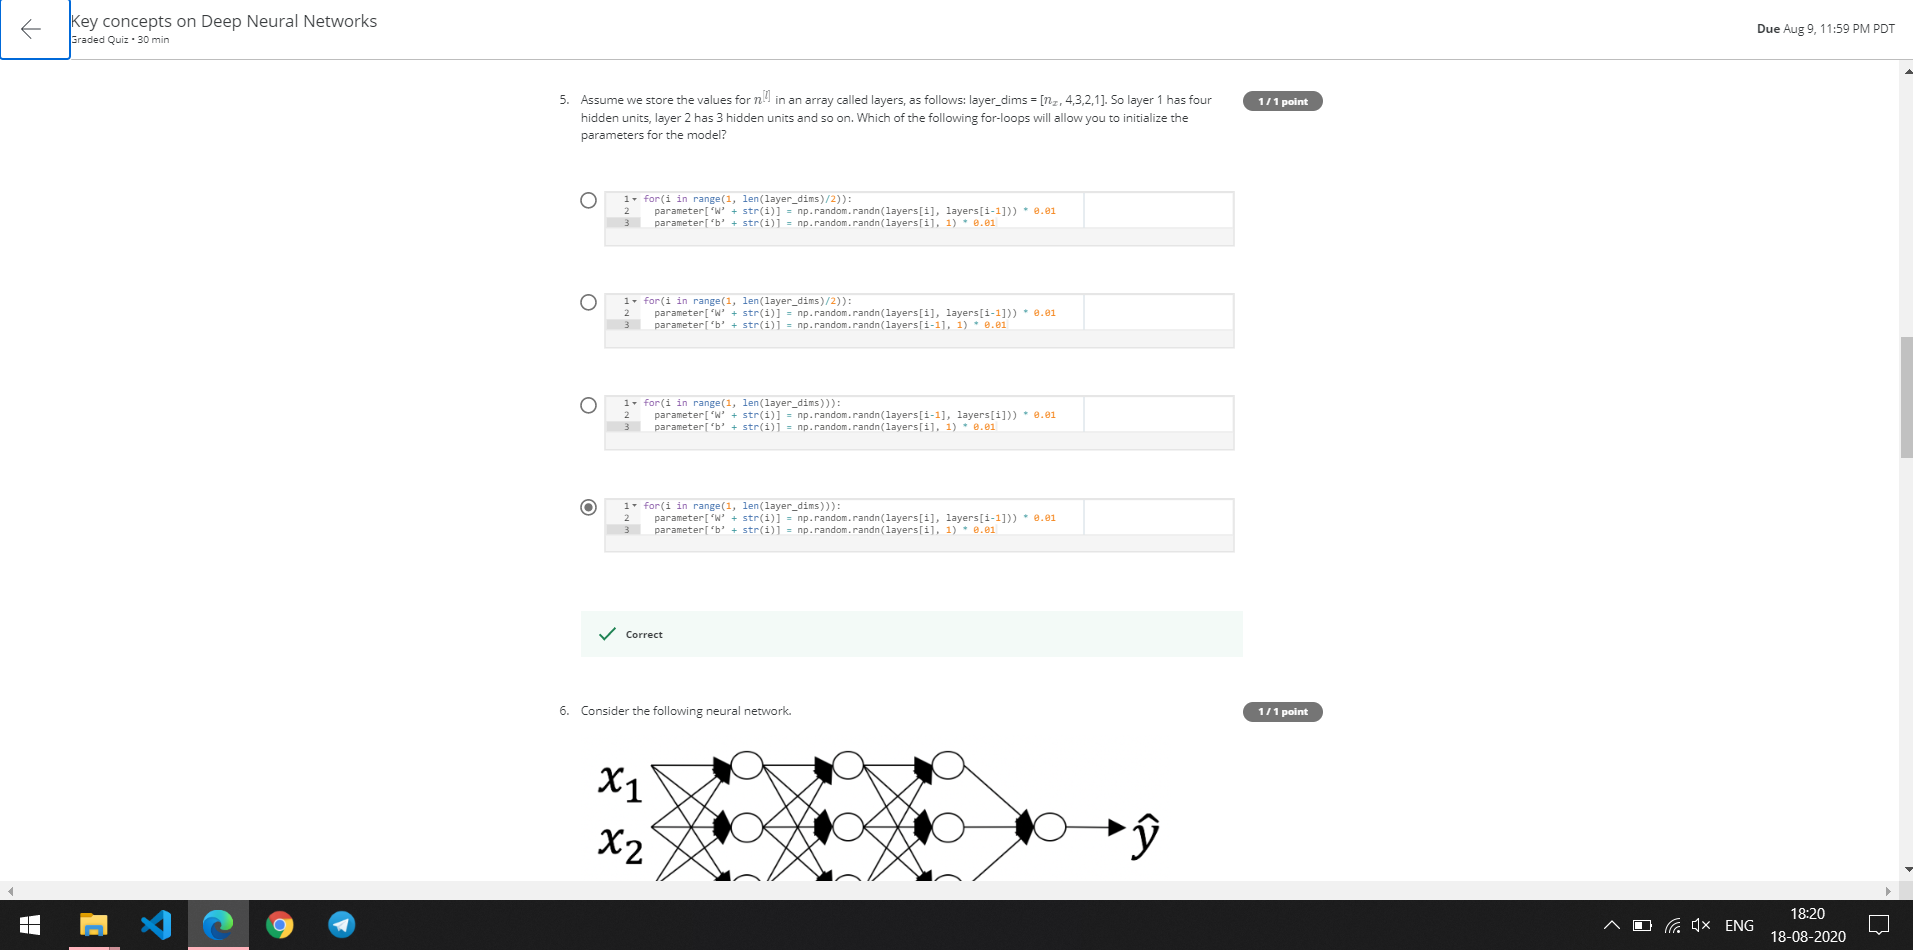 Key concepts on Deep Neural Networks
Graded Quiz • 30 min
Due Aug 9, 11:59 PM PDT
5. Assume we store the values for n^[l] in an array called layers, as follows: layer_dims = [n_x, 4,3,2,1]. So layer 1 has four
hidden units, layer 2 has 3 hidden units and so on. Which of the following for-loops will allow you to initialize the
parameters for the model?
1 / 1 point
1 for(i in range(1, len(layer_dims)/2)):
2 parameter[‘W’ + str(i)] = np.random.randn(layers[i], layers[i-1])) * 0.01
3 parameter[‘b’ + str(i)] = np.random.randn(layers[i], 1) * 0.01
1 for(i in range(1, len(layer_dims)/2)):
2 parameter[‘W’ + str(i)] = np.random.randn(layers[i], layers[i-1])) * 0.01
3 parameter[‘b’ + str(i)] = np.random.randn(layers[i-1], 1) * 0.01
1 for(i in range(1, len(layer_dims))):
2 parameter[‘W’ + str(i)] = np.random.randn(layers[i-1], layers[i])) * 0.01
3 parameter[‘b’ + str(i)] = np.random.randn(layers[i], 1) * 0.01
1 for(i in range(1, len(layer_dims))):
2 parameter[‘W’ + str(i)] = np.random.randn(layers[i], layers[i-1])) * 0.01
3 parameter[‘b’ + str(i)] = np.random.randn(layers[i], 1) * 0.01
Correct
6. Consider the following neural network.
1 / 1 point
x₁
x₂
ŷ
ENG
18:20
18-08-2020